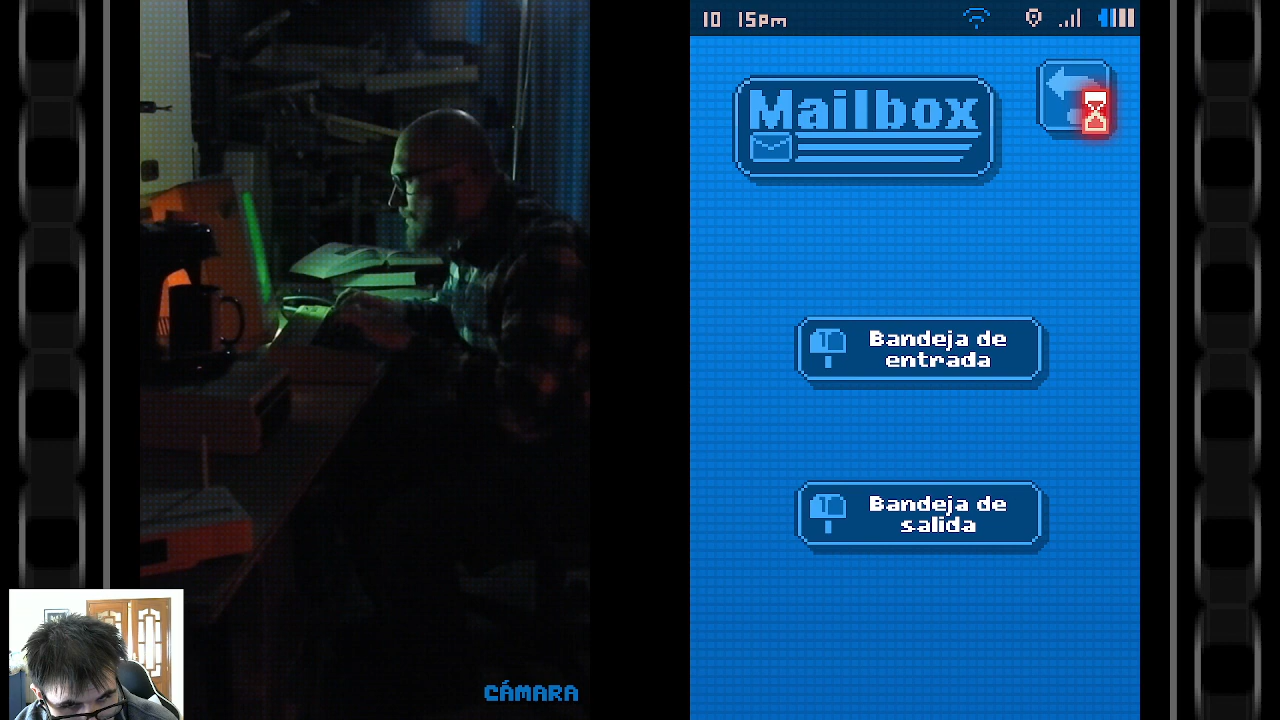 10 15pm
Mailbox
Bandeja de
entrada
Bandeja de
salida
CÁMARA